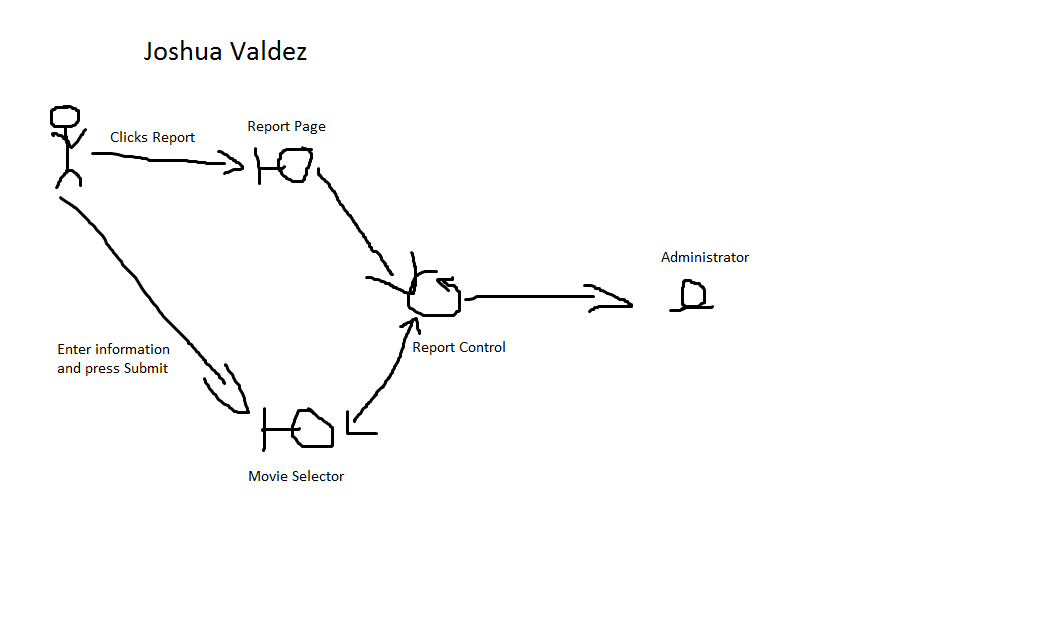 Joshua Valdez
Report Page
Clicks Report
Administrator
Enter information
and press Submit
Report Control
Movie Selector